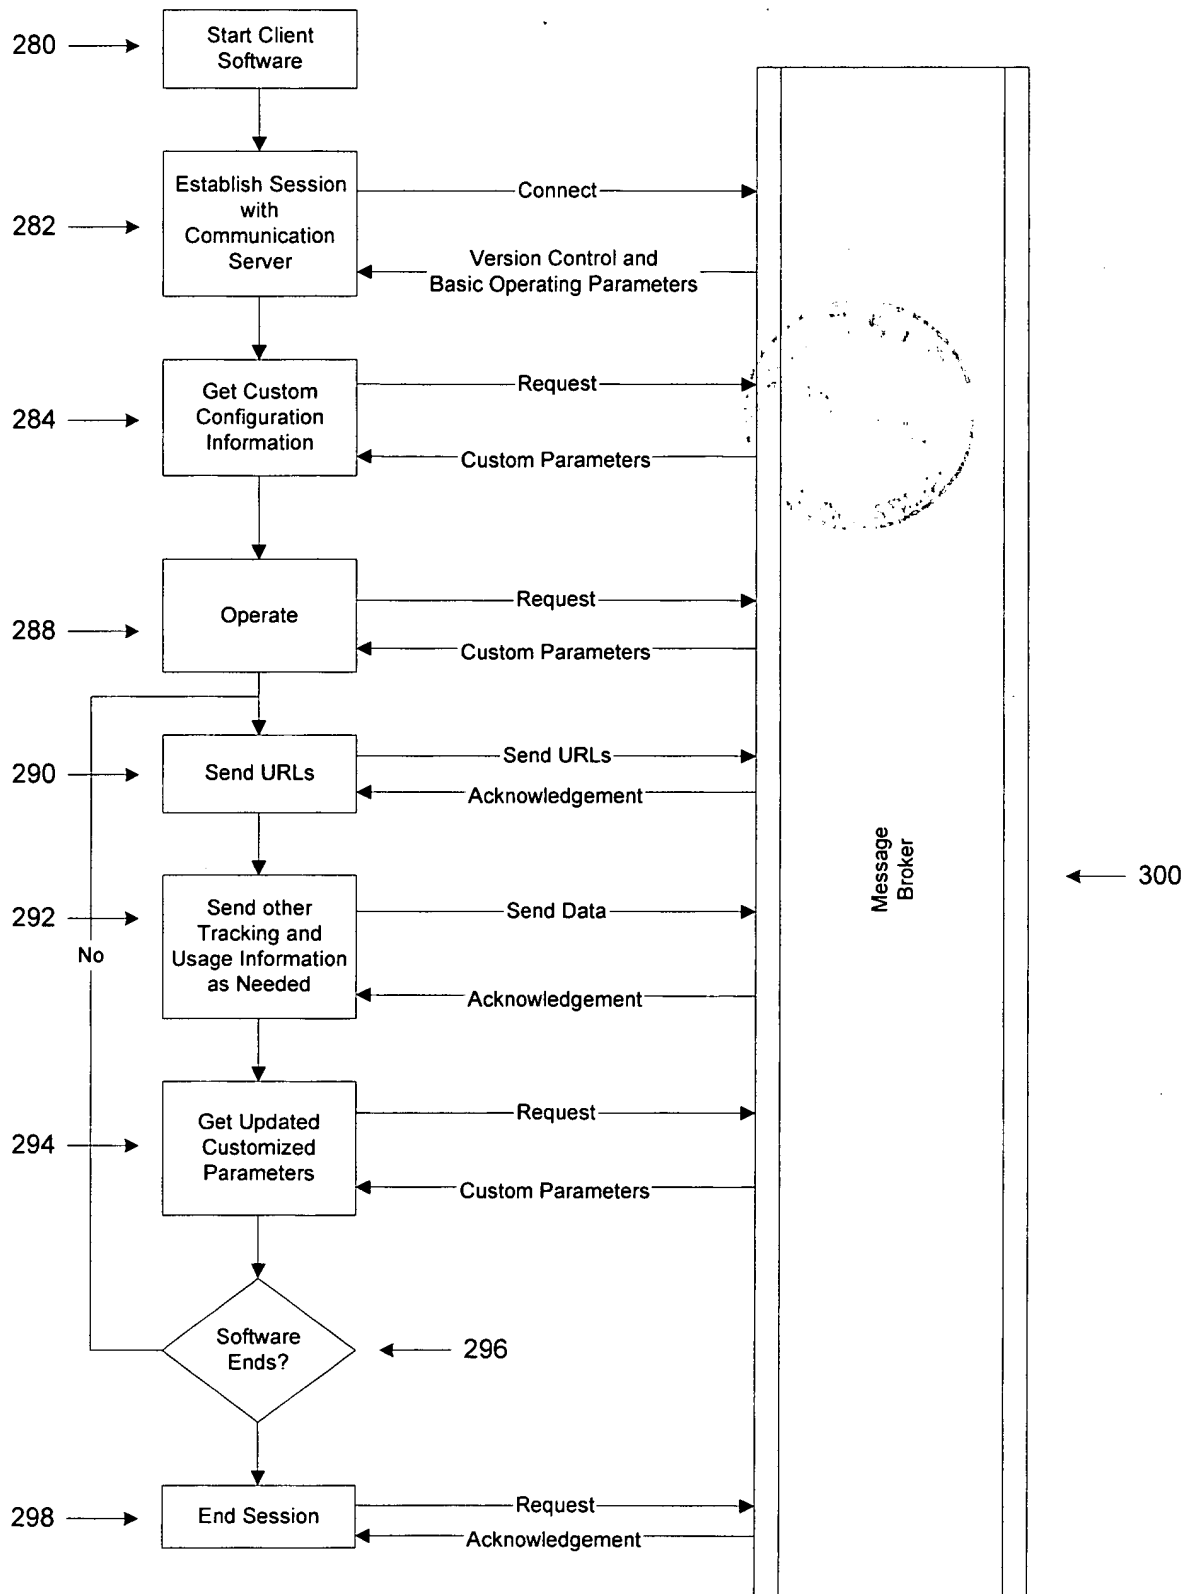 280
Start Client
Software
282
Establish Session
with
Communication
Server
Connect
Version Control and
Basic Operating Parameters
284
Get Custom
Configuration
Information
Request
Custom Parameters
288
Operate
Request
Custom Parameters
290
Send URLs
Send URLs
Acknowledgement
Message
Broker
300
292
Send other
Tracking and
Usage Information
as Needed
Send Data
Acknowledgement
No
294
Get Updated
Customized
Parameters
Request
Custom Parameters
Software
Ends?
296
298
End Session
Request
Acknowledgement